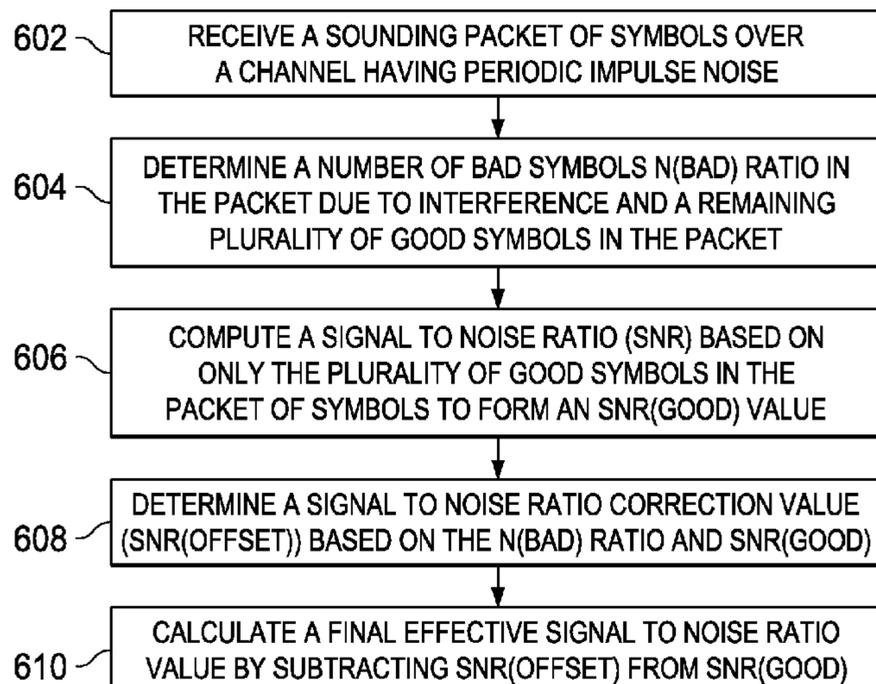 602
RECEIVE A SOUNDING PACKET OF SYMBOLS OVER
A CHANNEL HAVING PERIODIC IMPULSE NOISE
604
DETERMINE A NUMBER OF BAD SYMBOLS N(BAD) RATIO IN
THE PACKET DUE TO INTERFERENCE AND A REMAINING
PLURALITY OF GOOD SYMBOLS IN THE PACKET
606
COMPUTE A SIGNAL TO NOISE RATIO (SNR) BASED ON
ONLY THE PLURALITY OF GOOD SYMBOLS IN THE
PACKET OF SYMBOLS TO FORM AN SNR(GOOD) VALUE
608
DETERMINE A SIGNAL TO NOISE RATIO CORRECTION VALUE
(SNR(OFFSET)) BASED ON THE N(BAD) RATIO AND SNR(GOOD)
610
CALCULATE A FINAL EFFECTIVE SIGNAL TO NOISE RATIO
VALUE BY SUBTRACTING SNR(OFFSET) FROM SNR(GOOD)